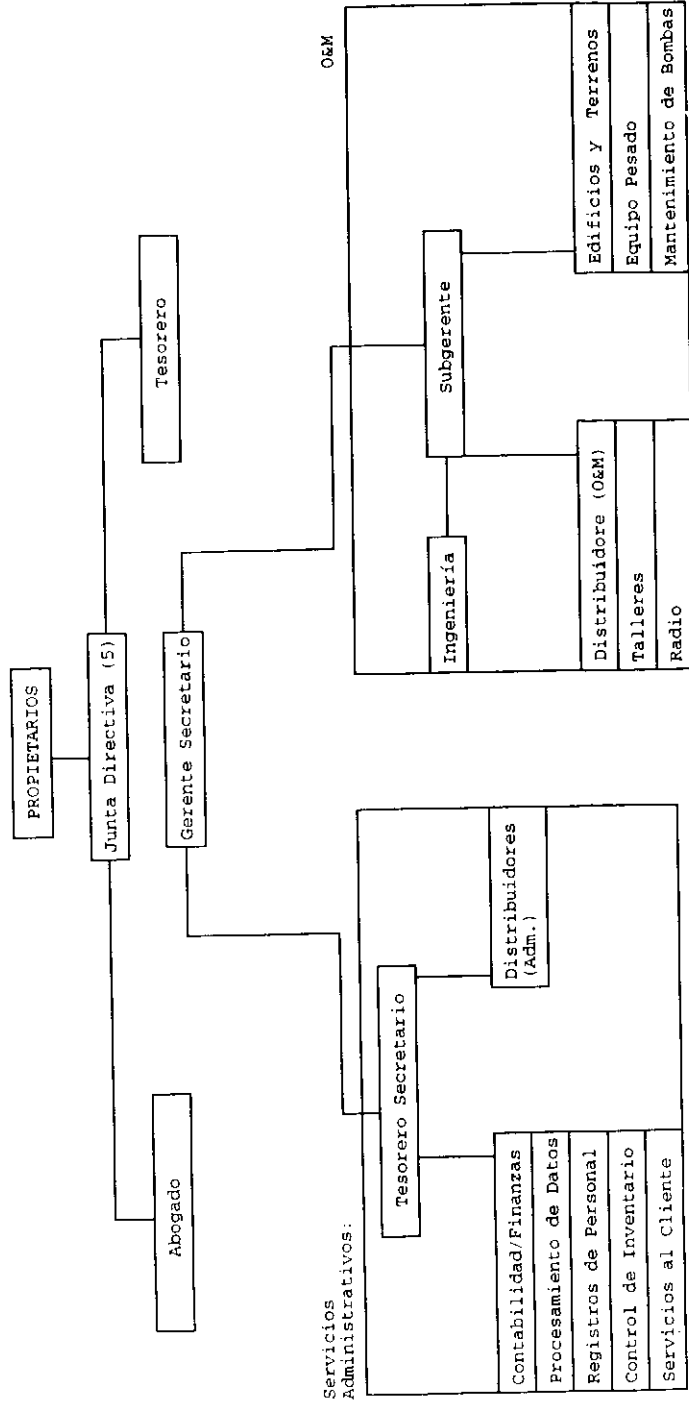 PROPIETARIOS
Junta Directiva (5)
Abogado
Tesorero
Gerente Secretario
Servicios
Administrativos:
Tesorero Secretario
Contabilidad/Finanzas
Procesamiento de Datos
Registros de Personal
Control de Inventario
Servicios al Cliente
Distribuidores
(Adm.)
O&M
Subgerente
Ingeniería
Distribuidore (O&M)
Talleres
Radio
Edificios y Terrenos
Equipo Pesado
Mantenimiento de Bombas